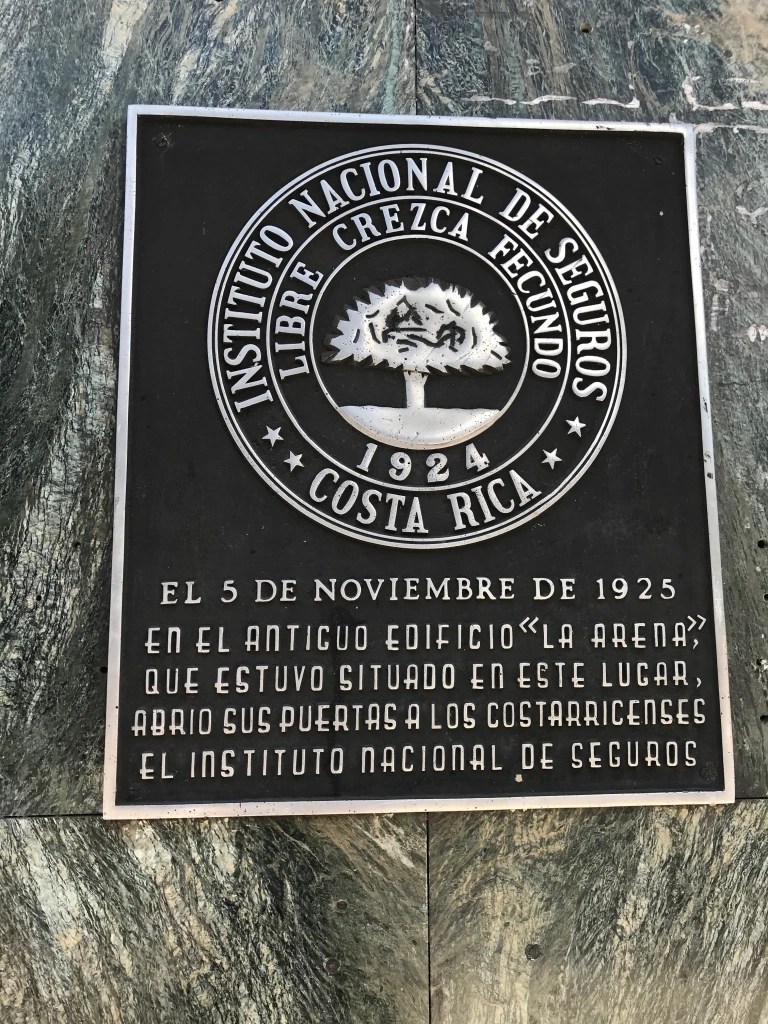 INSTITUTO NACIONAL DE SEGUROS
LIBRE CREZCA FECUNDO
1924
COSTA RICA
EL 5 DE NOVIEMBRE DE 1925
EN EL ANTIGUO EDIFICIO «LA ARENA»,
QUE ESTUVO SITUADO EN ESTE LUGAR,
ABRIO SUS PUERTAS A LOS COSTARRICENSES
EL INSTITUTO NACIONAL DE SEGUROS